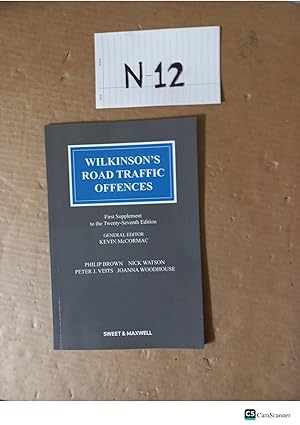 N-12
WILKINSON'S
ROAD TRAFFIC
OFFENCES
First Supplement
to the Twenty-Seventh Edition
GENERAL EDITOR
KEVIN McCORMAC
PHILIP BROWN NICK WATSON
PETER J. VEITS JOANNA WOODHOUSE
SWEET & MAXWELL
CS CamScanner